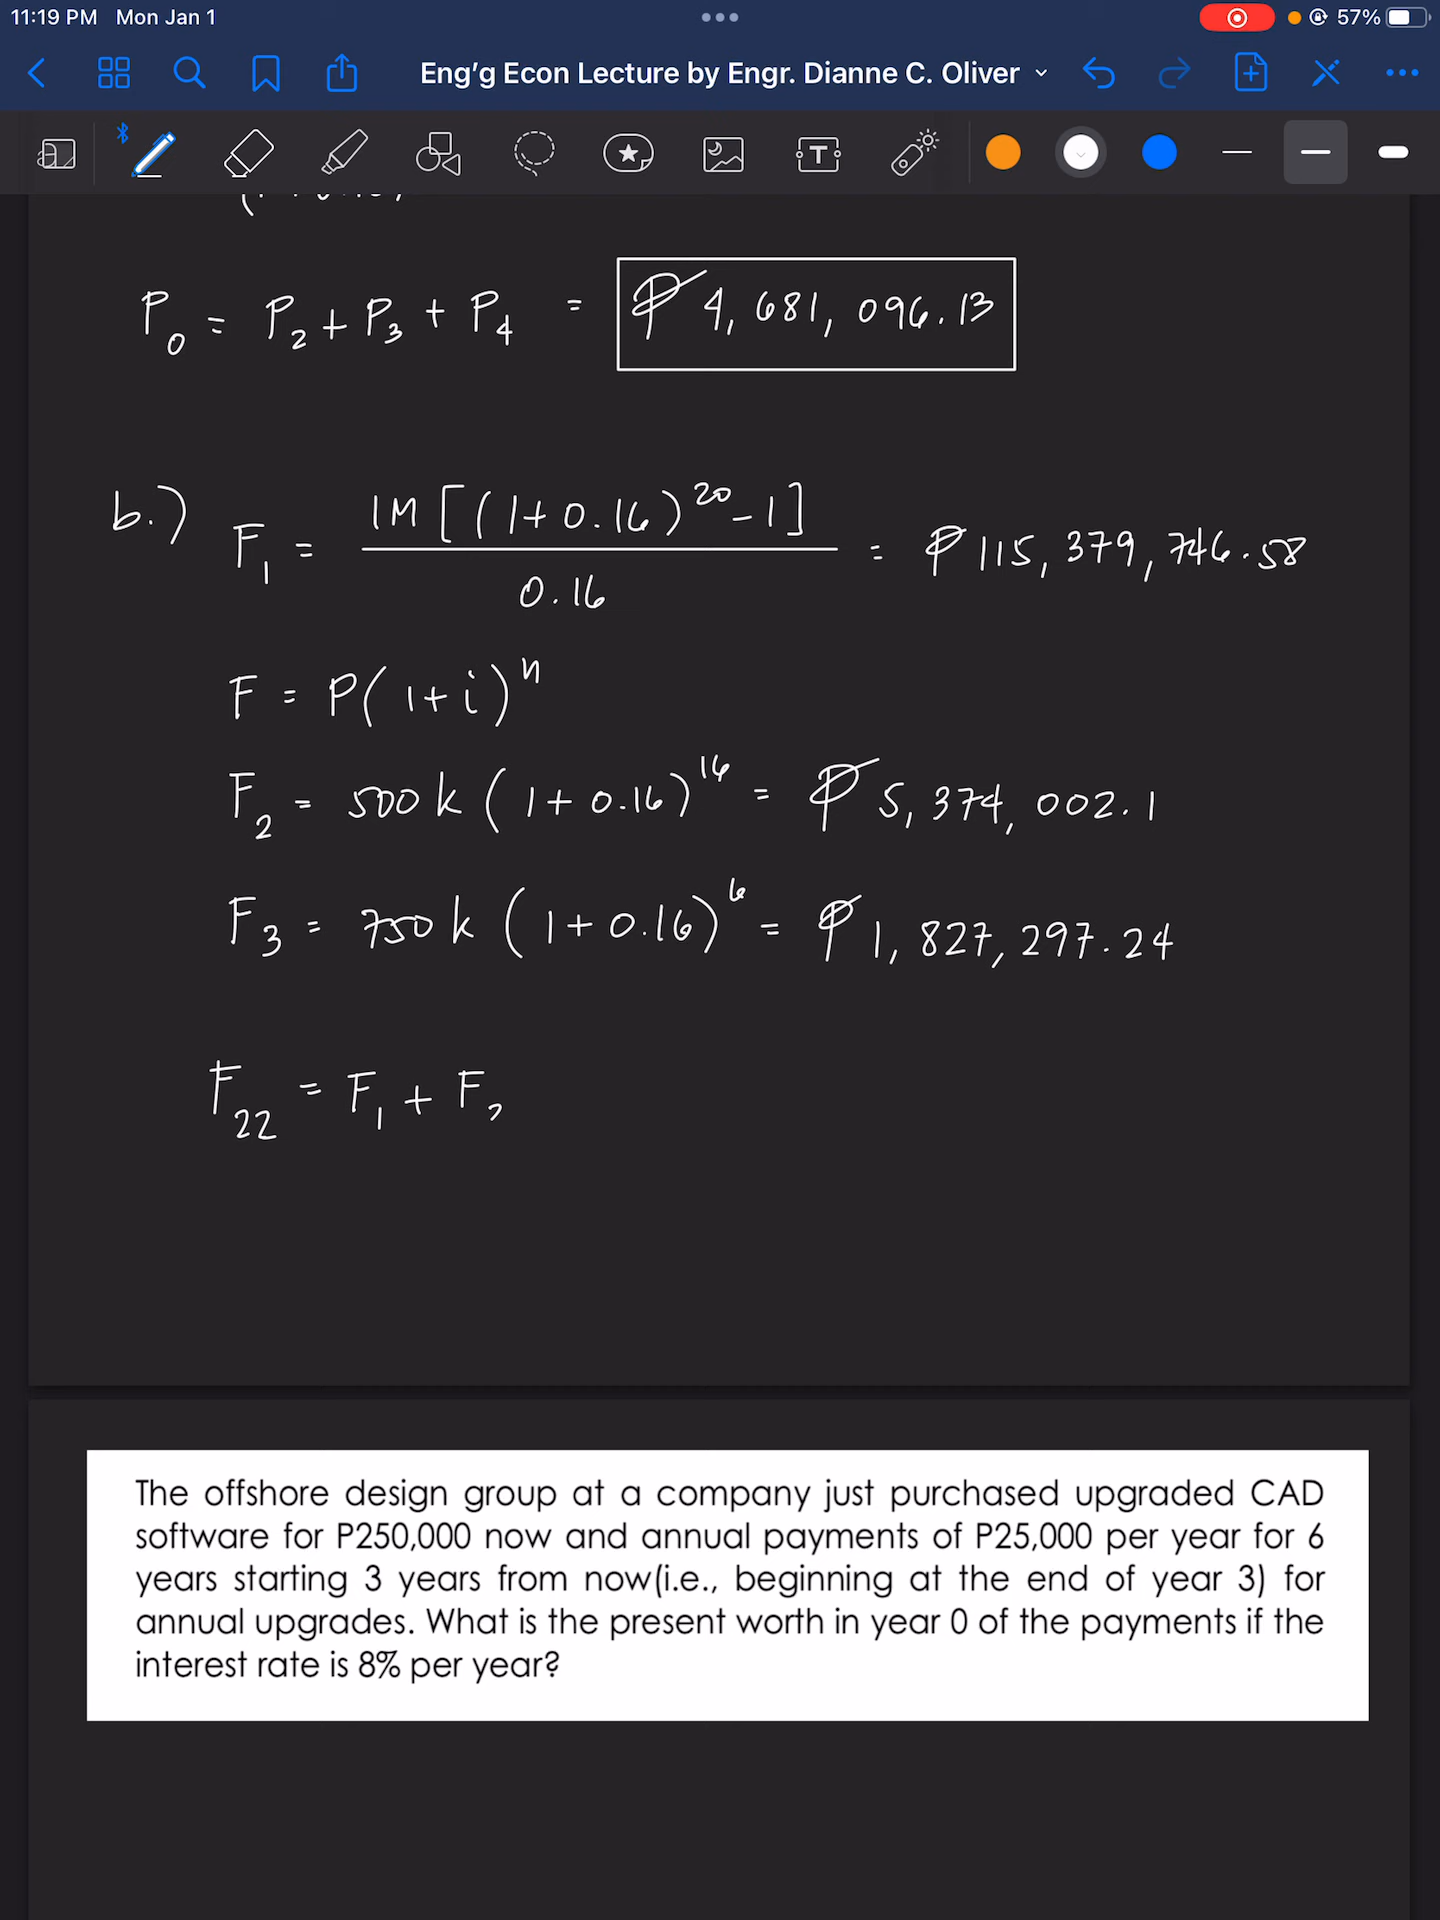 11:19 PM Mon Jan 1
57%
Eng'g Econ Lecture by Engr. Dianne C. Oliver
P₀ = P₂ + P₃ + P₄ = ₱ 4, 681, 096.13
b.) F₁ = 1M [(1+0.16)²⁰-1] / 0.16 = ₱ 115, 379, 746.58
F = P(1+i)ⁿ
F₂ = 500k (1+0.16)¹⁶ = ₱ 5, 374, 002.1
F₃ = 750k (1+0.16)⁶ = ₱ 1, 827, 297.24
F₂₂ = F₁ + F₂
The offshore design group at a company just purchased upgraded CAD
software for P250,000 now and annual payments of P25,000 per year for 6
years starting 3 years from now(i.e., beginning at the end of year 3) for
annual upgrades. What is the present worth in year 0 of the payments if the
interest rate is 8% per year?